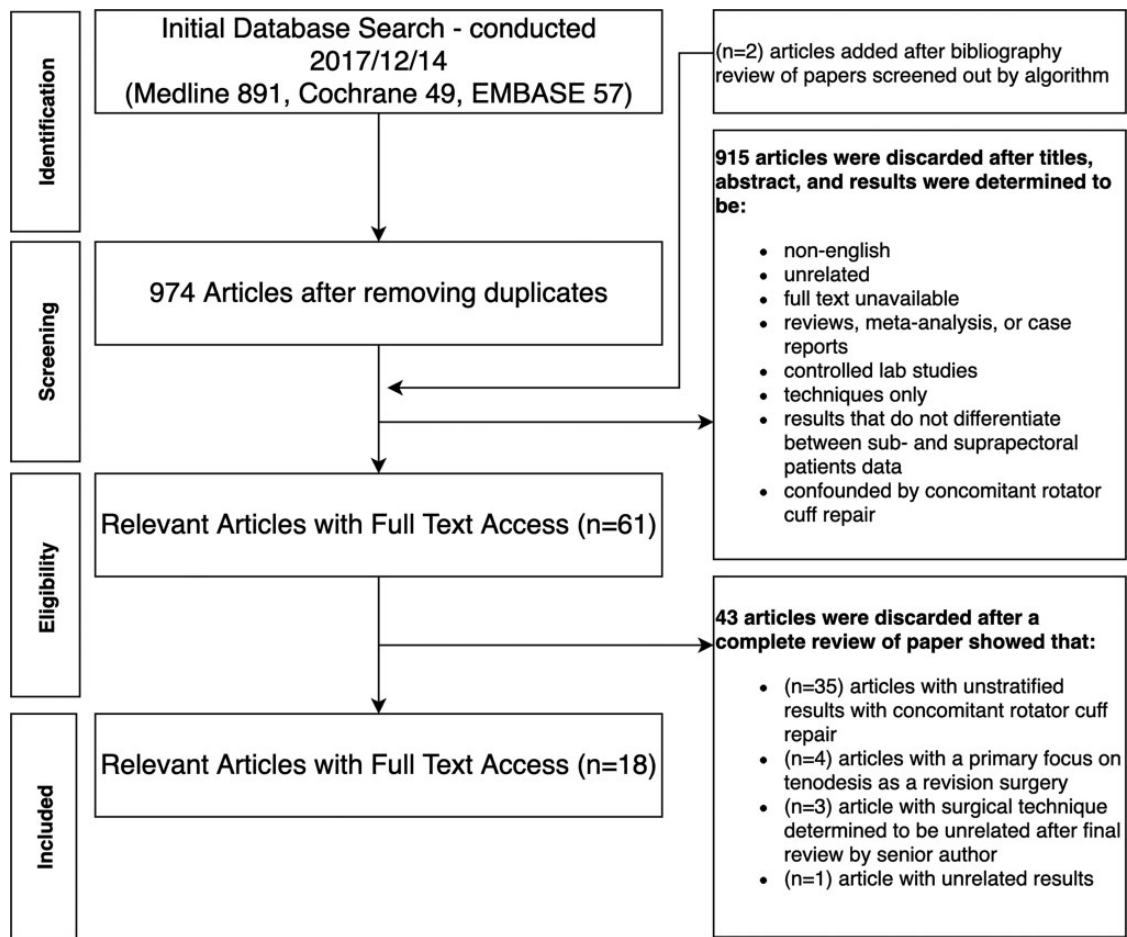 Identification
Initial Database Search - conducted
2017/12/14
(Medline 891, Cochrane 49, EMBASE 57)
(n=2) articles added after bibliography
review of papers screened out by algorithm
915 articles were discarded after titles,
abstract, and results were determined to
be:
• non-english
• unrelated
• full text unavailable
• reviews, meta-analysis, or case
reports
• controlled lab studies
• techniques only
• results that do not differentiate
between sub- and suprapectoral
patients data
• confounded by concomitant rotator
cuff repair
Screening
974 Articles after removing duplicates
Eligibility
Relevant Articles with Full Text Access (n=61)
43 articles were discarded after a
complete review of paper showed that:
• (n=35) articles with unstratified
results with concomitant rotator cuff
repair
• (n=4) articles with a primary focus on
tenodesis as a revision surgery
• (n=3) article with surgical technique
determined to be unrelated after final
review by senior author
• (n=1) article with unrelated results
Included
Relevant Articles with Full Text Access (n=18)